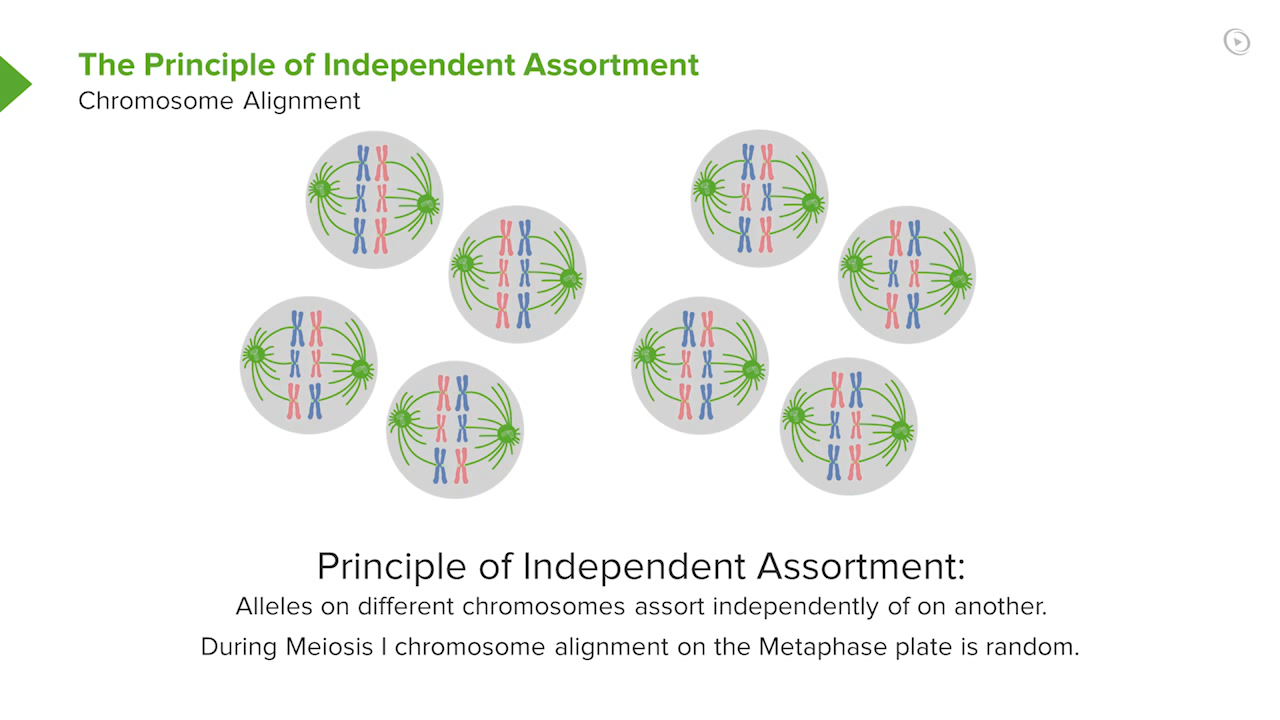 The Principle of Independent Assortment
Chromosome Alignment
Principle of Independent Assortment:
Alleles on different chromosomes assort independently of on another.
During Meiosis I chromosome alignment on the Metaphase plate is random.